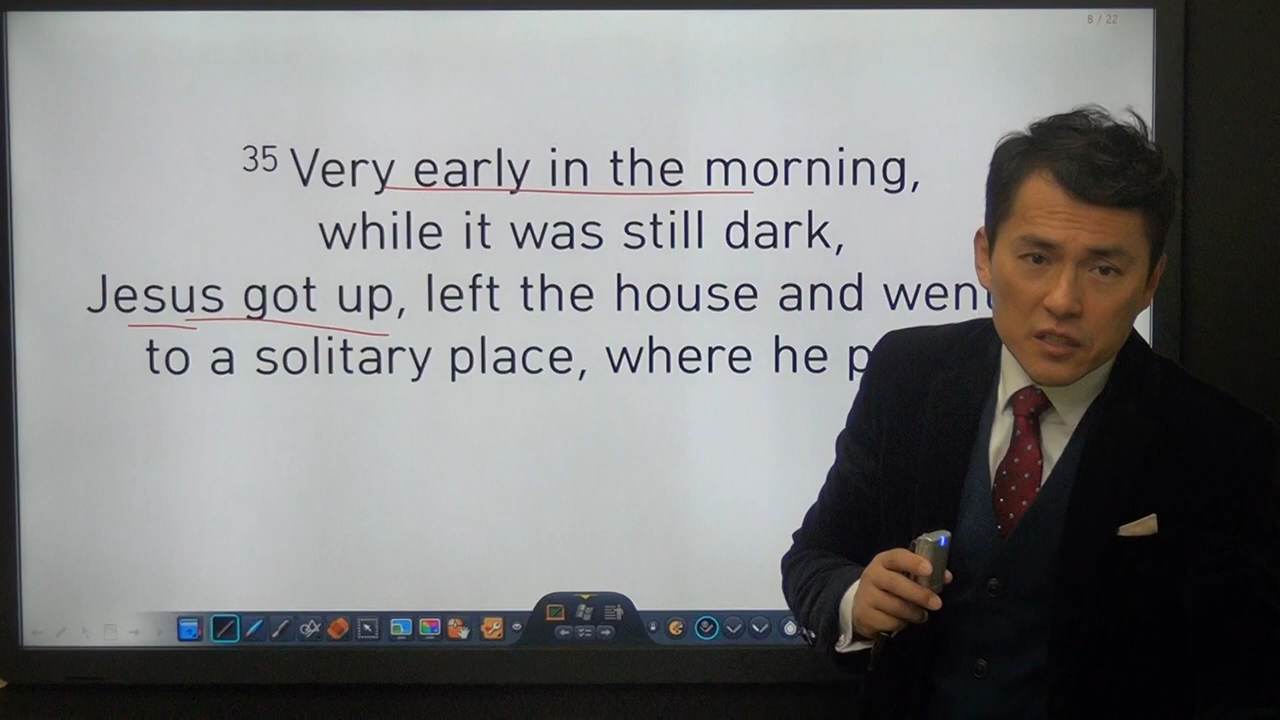 8 / 22
35 Very early in the morning,
while it was still dark,
Jesus got up, left the house and went
to a solitary place, where he